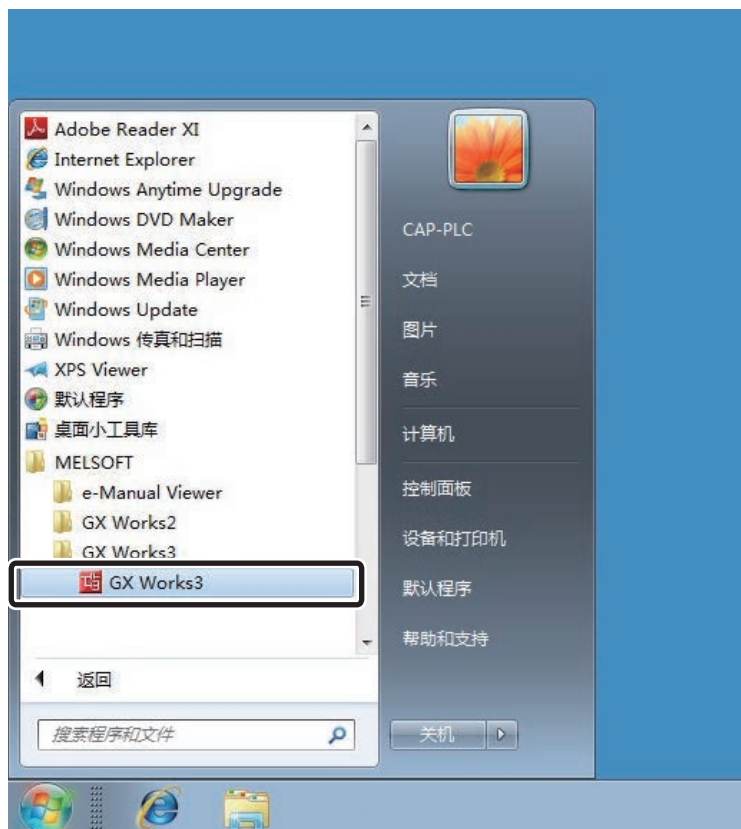 Adobe Reader XI
Internet Explorer
Windows Anytime Upgrade
Windows DVD Maker
Windows Media Center
Windows Media Player
Windows Update
Windows 传真和扫描
XPS Viewer
默认程序
桌面小工具库
MELSOFT
e-Manual Viewer
GX Works2
GX Works3
GX Works3
返回
搜索程序和文件
CAP-PLC
文档
图片
音乐
计算机
控制面板
设备和打印机
默认程序
帮助和支持
关机